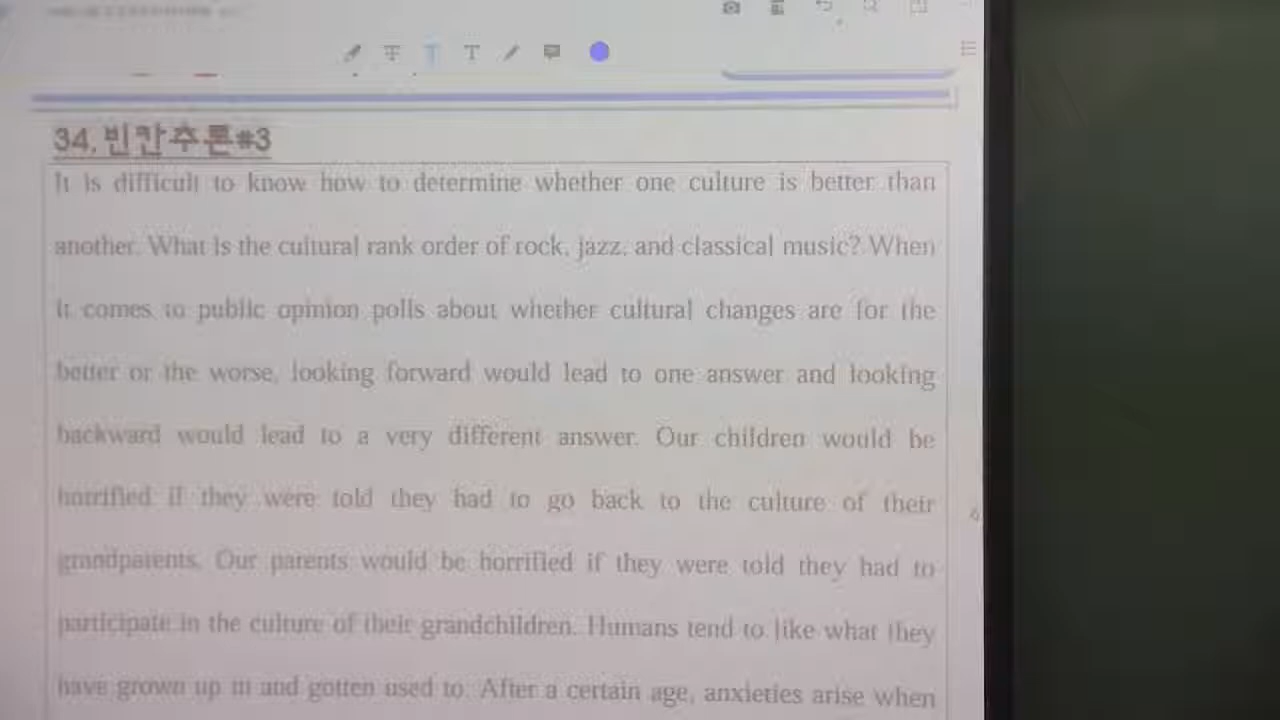 34. 빈칸추론#3
It is difficult to know how to determine whether one culture is better than
another. What is the cultural rank order of rock, jazz, and classical music? When
it comes to public opinion polls about whether cultural changes are for the
better or the worse, looking forward would lead to one answer and looking
backward would lead to a very different answer. Our children would be
horrified if they were told they had to go back to the culture of their
grandparents. Our parents would be horrified if they were told they had to
participate in the culture of their grandchildren. Humans tend to like what they
have grown up in and gotten used to. After a certain age, anxieties arise when